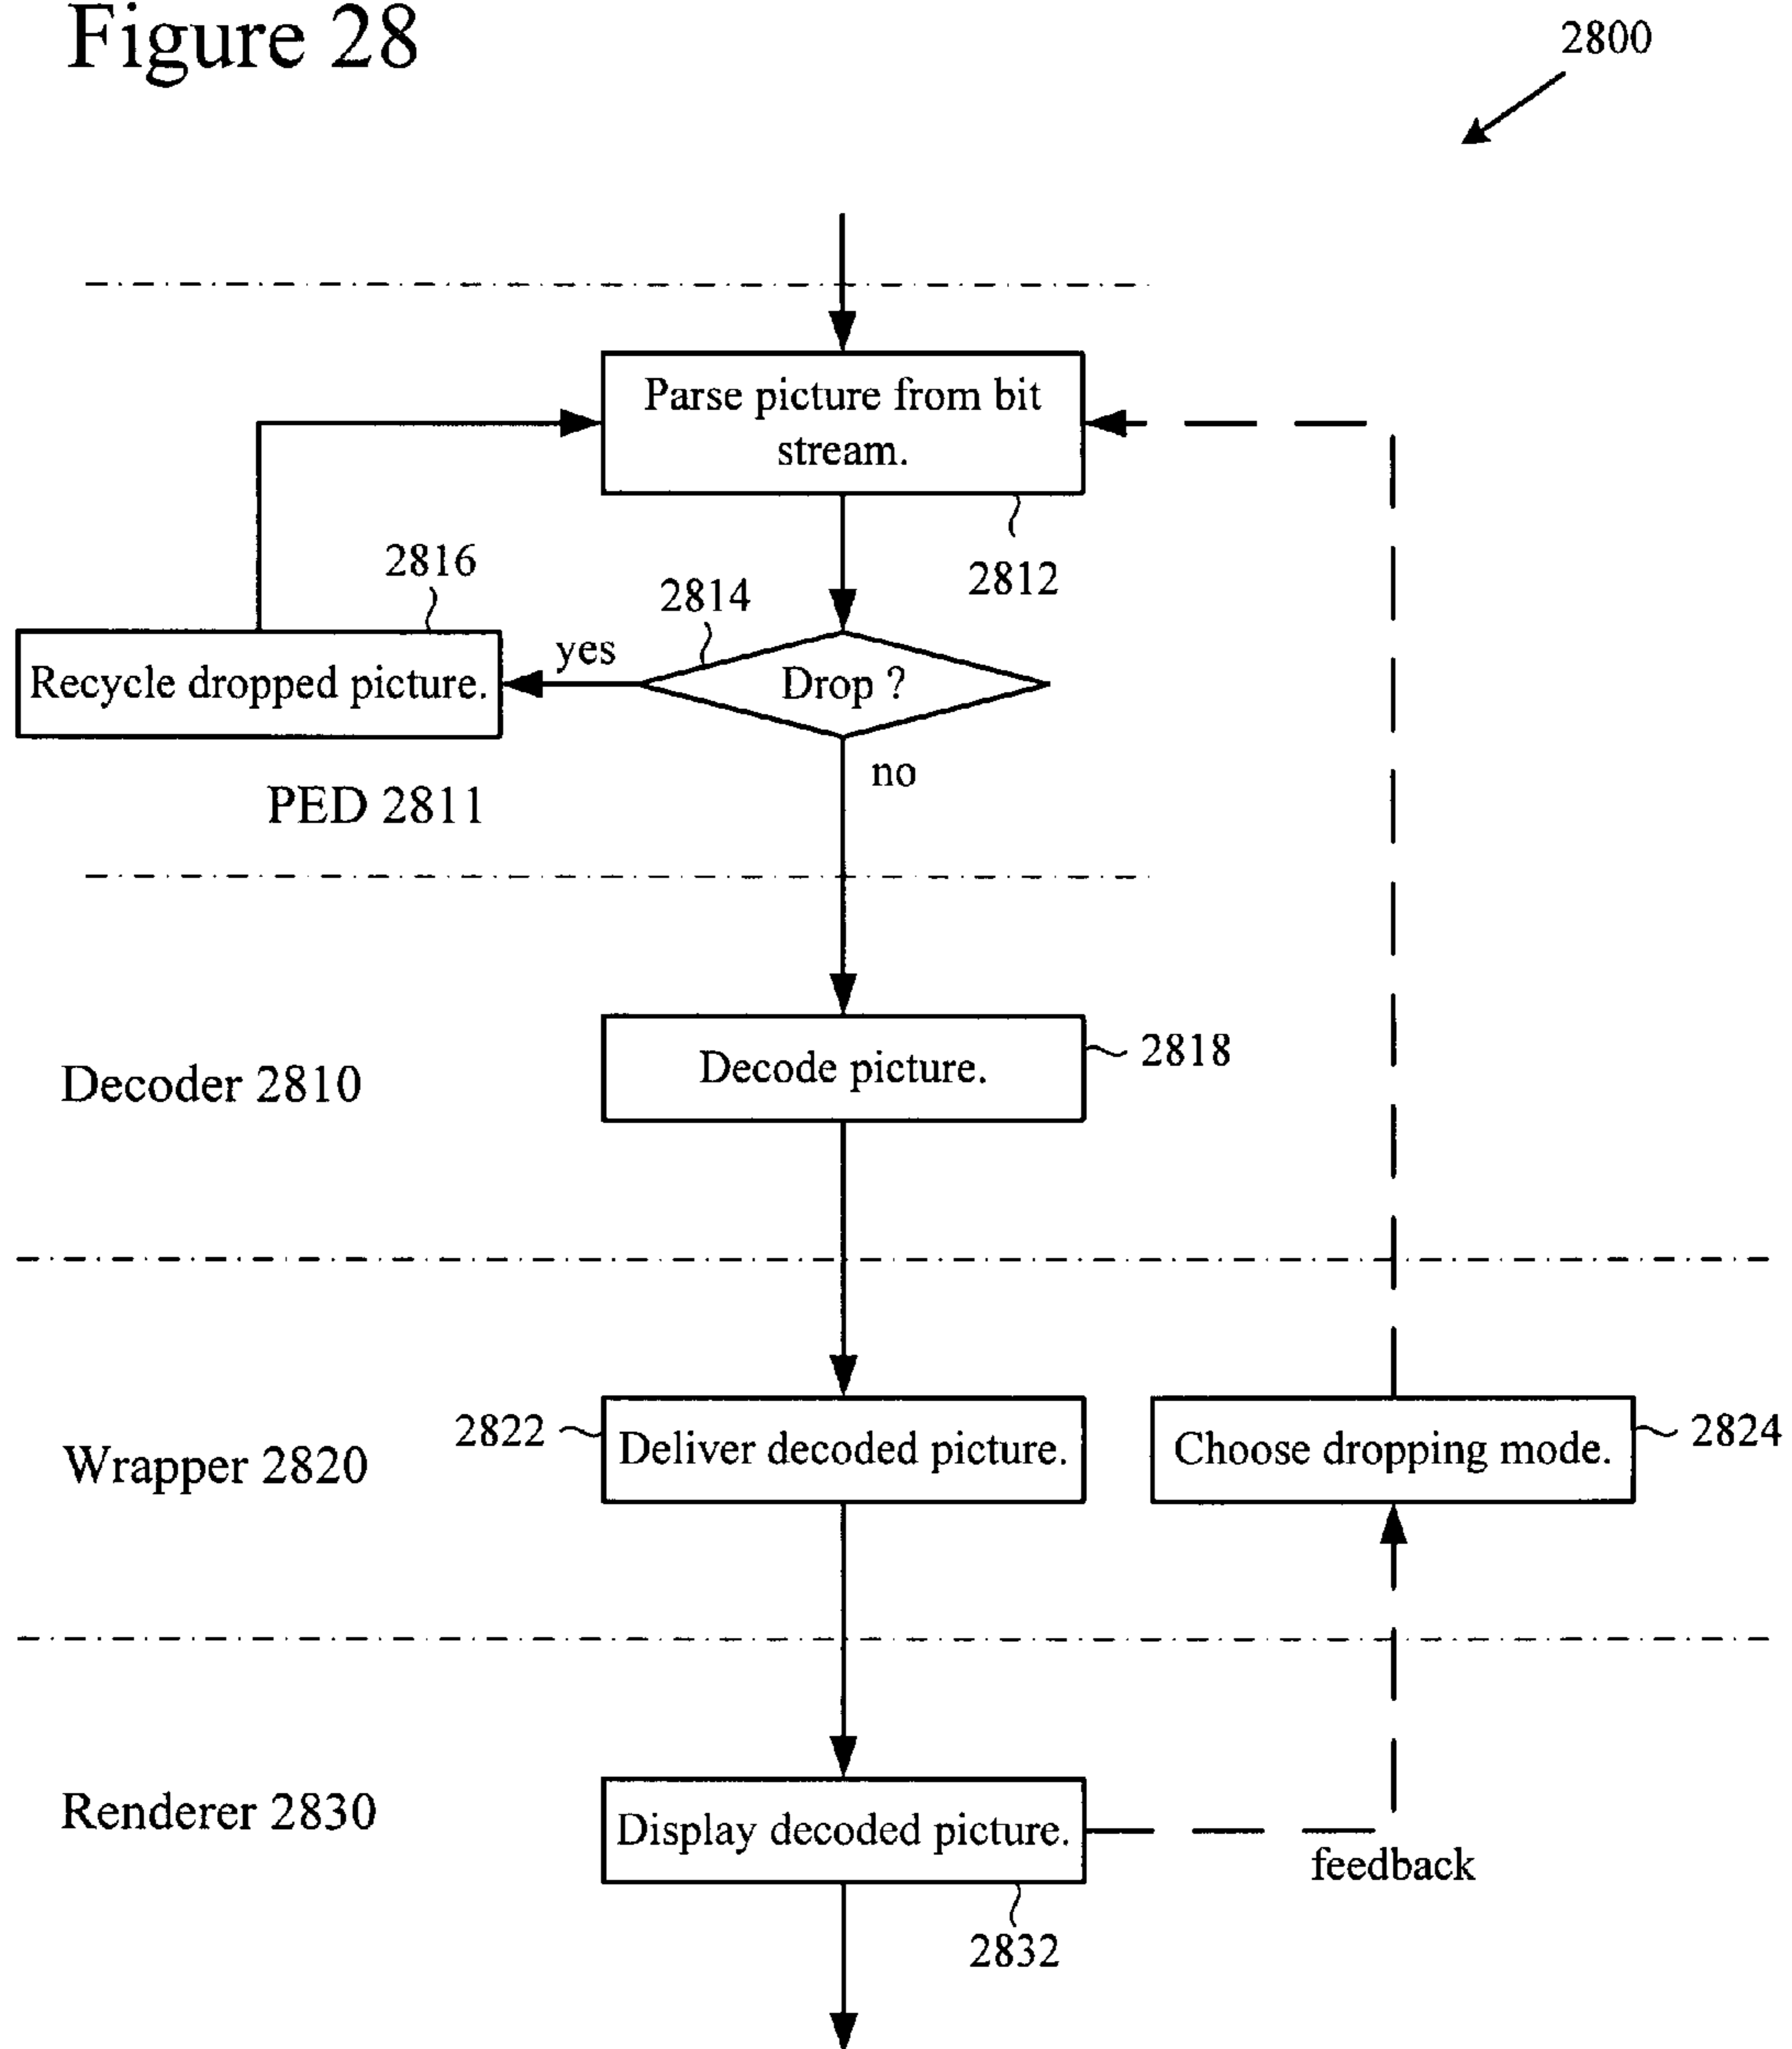 Figure 28
2800
Parse picture from bit
stream.
2812
2816
2814
Recycle dropped picture.
yes
Drop ?
no
PED 2811
Decode picture.
2818
Decoder 2810
2822
Deliver decoded picture.
Choose dropping mode.
2824
Wrapper 2820
Renderer 2830
Display decoded picture.
feedback
2832